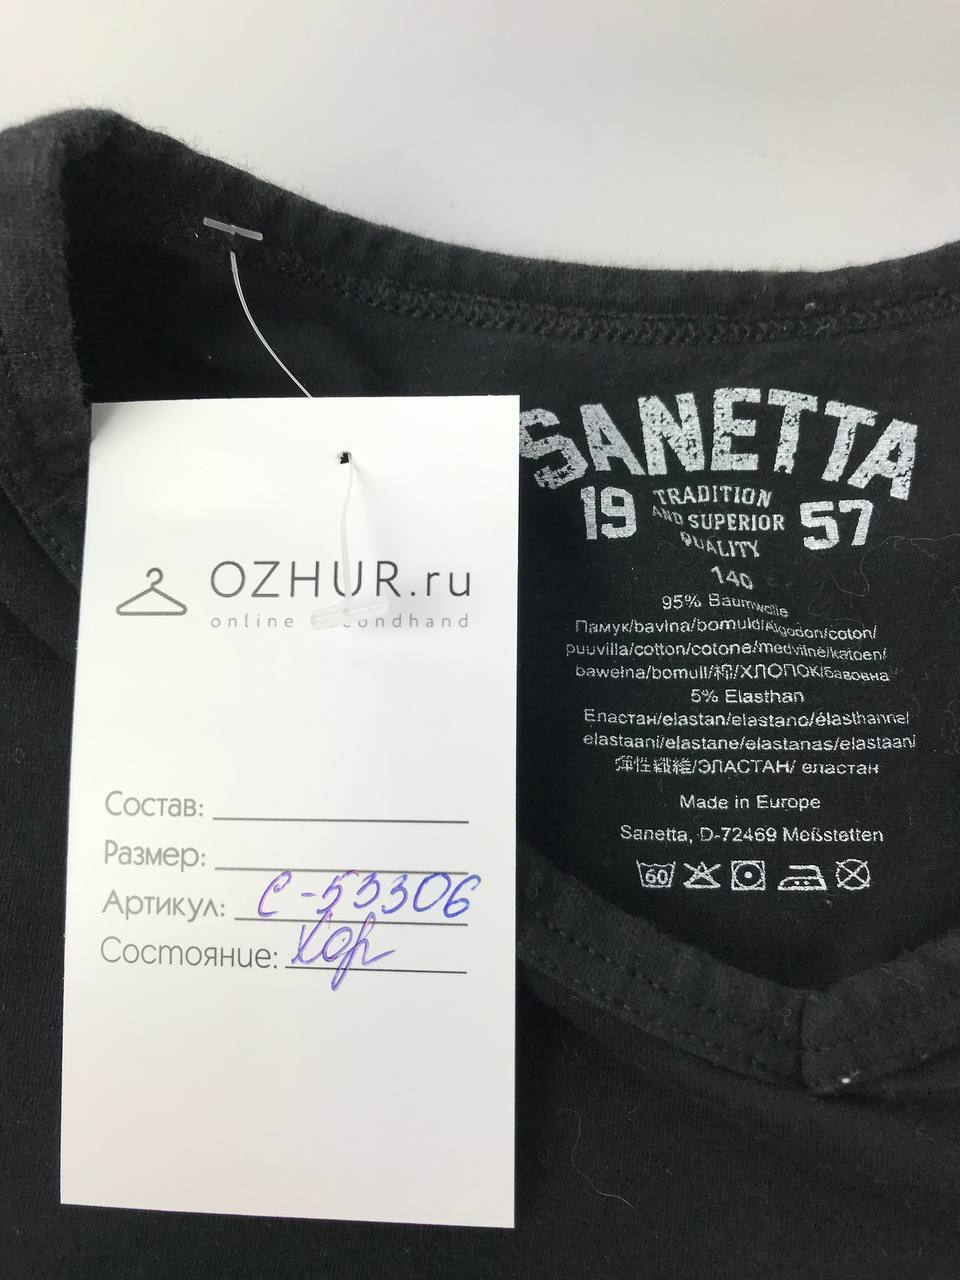 OZHUR.ru
online secondhand
Состав:
Размер:
Артикул: С-53306
Состояние: Хор
SANETTA
19 TRADITION 57
AND SUPERIOR
QUALITY
140
95% Baumwolle
Памук/bavlna/bomuld/Algodon/coton/
puuvilla/cotton/cotone/medvilnė/katoen/
bawełna/bomull/棉/ХЛОПОК/бавовна
5% Elasthan
Еластан/elastan/elastano/élasthanne/
elastaani/elastane/elastanas/elastaani
弾性繊維/ЭЛАСТАН/ еластан
Made in Europe
Sanetta, D-72469 Meßstetten
60